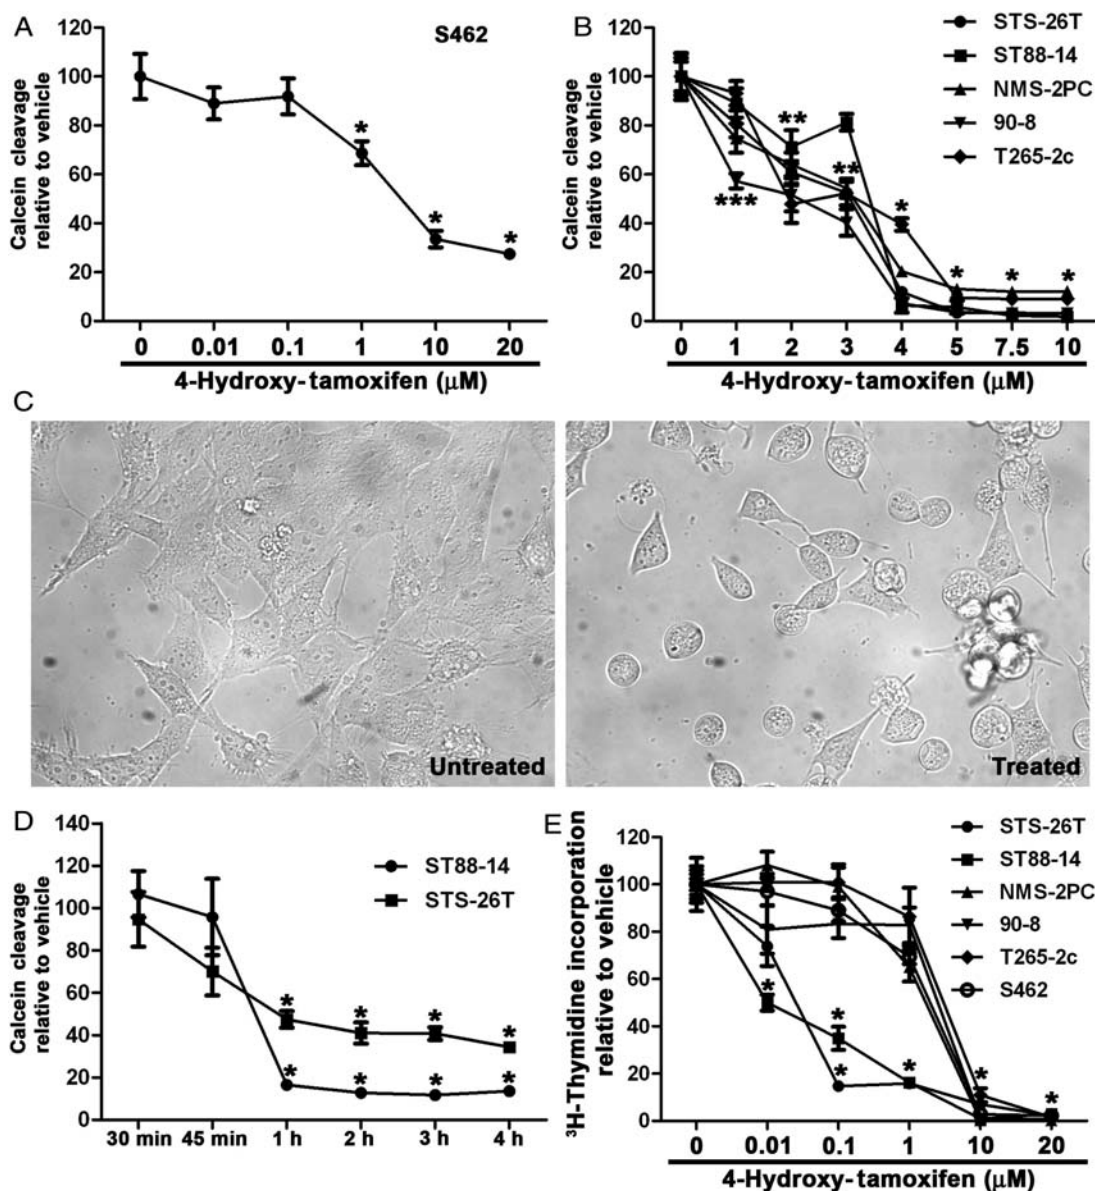 A
S462
Calcein cleavage
relative to vehicle
120
100
80
60
40
20
0
*
*
*
0 0.01 0.1 1 10 20
4-Hydroxy-tamoxifen (μM)
B
STS-26T
ST88-14
NMS-2PC
90-8
T265-2c
Calcein cleavage
relative to vehicle
120
100
80
60
40
20
0
***
**
**
*
*
*
*
0 1 2 3 4 5 7.5 10
4-Hydroxy-tamoxifen (μM)
C
Untreated
Treated
D
ST88-14
STS-26T
Calcein cleavage
relative to vehicle
140
120
100
80
60
40
20
0
* * * *
* * * *
30 min 45 min 1 h 2 h 3 h 4 h
E
STS-26T
ST88-14
NMS-2PC
90-8
T265-2c
S462
³H-Thymidine incorporation
relative to vehicle
120
100
80
60
40
20
0
*
*
*
*
*
*
0 0.01 0.1 1 10 20
4-Hydroxy-tamoxifen (μM)